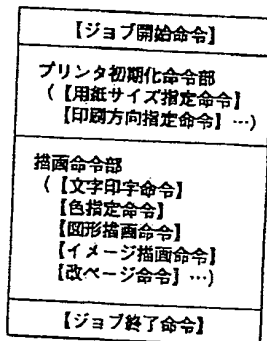 【ジョブ開始命令】
プリンタ初期化命令部
(【用紙サイズ指定命令】
【印刷方向指定命令】…)
描画命令部
(【文字印字命令】
【色指定命令】
【図形描画命令】
【イメージ描画命令】
【改ページ命令】…)
【ジョブ終了命令】